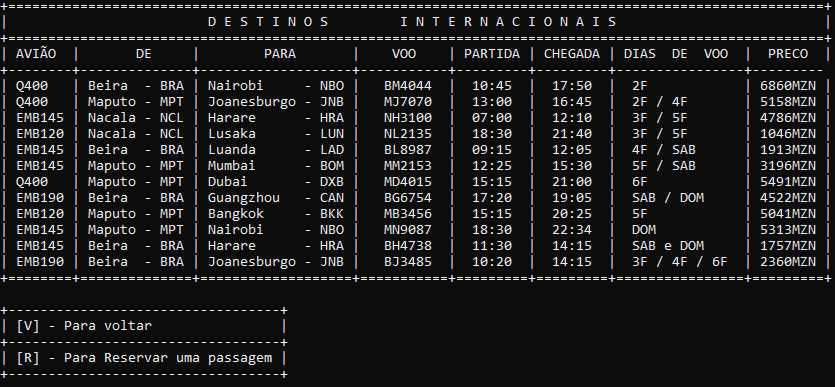 D E S T I N O S         I N T E R N A C I O N A I S
| AVIÃO  |      DE      |        PARA       |    VOO    | PARTIDA | CHEGADA | DIAS  DE  VOO  |  PRECO  |
| Q400   | Beira  - BRA | Nairobi     - NBO |   BM4044  |  10:45  |  17:50  |  2F            | 6860MZN |
| Q400   | Maputo - MPT | Joanesburgo - JNB |   MJ7070  |  13:00  |  16:45  |  2F / 4F       | 5158MZN |
| EMB145 | Nacala - NCL | Harare      - HRA |   NH3100  |  07:00  |  12:10  |  3F / 5F       | 4786MZN |
| EMB120 | Nacala - NCL | Lusaka      - LUN |   NL2135  |  18:30  |  21:40  |  3F / 5F       | 1046MZN |
| EMB145 | Beira  - BRA | Luanda      - LAD |   BL8987  |  09:15  |  12:05  |  4F / SAB      | 1913MZN |
| EMB145 | Maputo - MPT | Mumbai      - BOM |   MM2153  |  12:25  |  15:30  |  5F / SAB      | 3196MZN |
| Q400   | Maputo - MPT | Dubai       - DXB |   MD4015  |  15:15  |  21:00  |  6F            | 5491MZN |
| EMB190 | Beira  - BRA | Guangzhou   - CAN |   BG6754  |  17:20  |  19:05  |  SAB / DOM     | 4522MZN |
| EMB120 | Maputo - MPT | Bangkok     - BKK |   MB3456  |  15:15  |  20:25  |  5F            | 5041MZN |
| EMB145 | Maputo - MPT | Nairobi     - NBO |   MN9087  |  18:30  |  22:34  |  DOM           | 5313MZN |
| EMB145 | Beira  - BRA | Harare      - HRA |   BH4738  |  11:30  |  14:15  |  SAB e DOM     | 1757MZN |
| EMB190 | Beira  - BRA | Joanesburgo - JNB |   BJ3485  |  10:20  |  14:15  |  3F / 4F / 6F  | 2360MZN |
| [V] - Para voltar                |
| [R] - Para Reservar uma passagem |